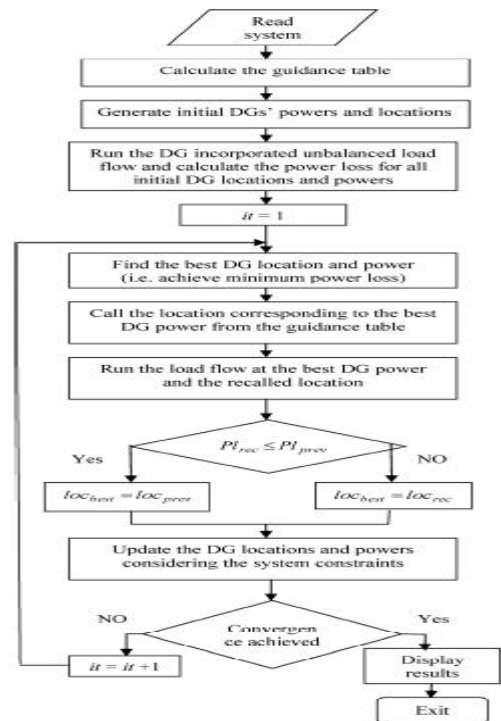 Read
system
Calculate the guidance table
Generate initial DGs' powers and locations
Run the DG incorporated unbalanced load
flow and calculate the power loss for all
initial DG locations and powers
it = 1
Find the best DG location and power
(i.e. achieve minimum power loss)
Call the location corresponding to the best
DG power from the guidance table
Run the load flow at the best DG power
and the recalled location
Pl_rec ≤ Pl_prev
Yes
NO
loc_best = loc_prev
loc_best = loc_rec
Update the DG locations and powers
considering the system constraints
NO
Yes
Convergen
ce achieved
it = it +1
Display
results
Exit